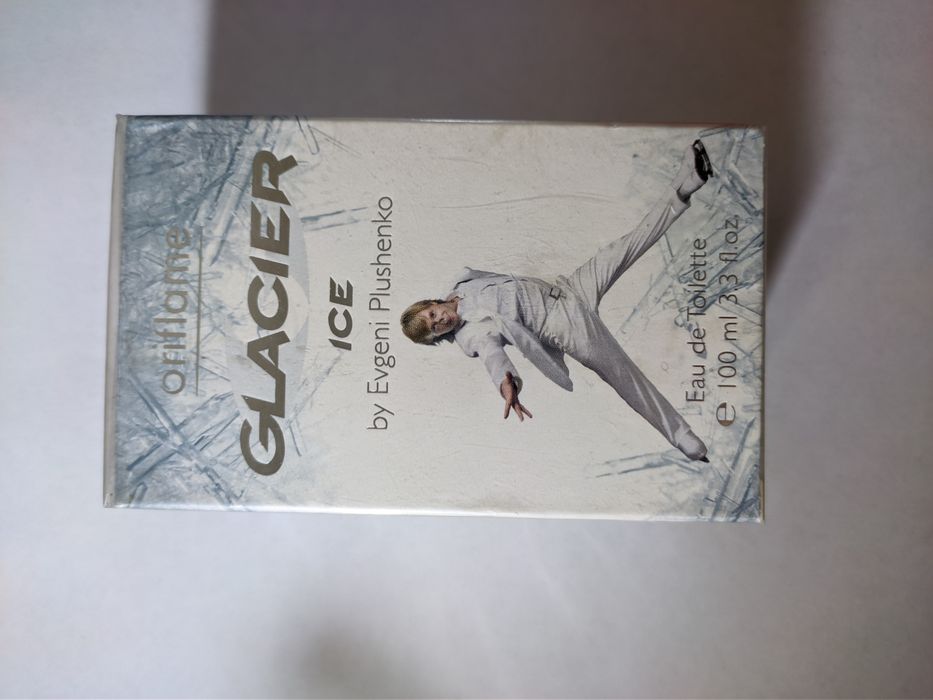 oriflame
GLACIER
ICE
by Evgeni Plushenko
Eau de Toilette
e 100 ml 3.3 fl.oz.